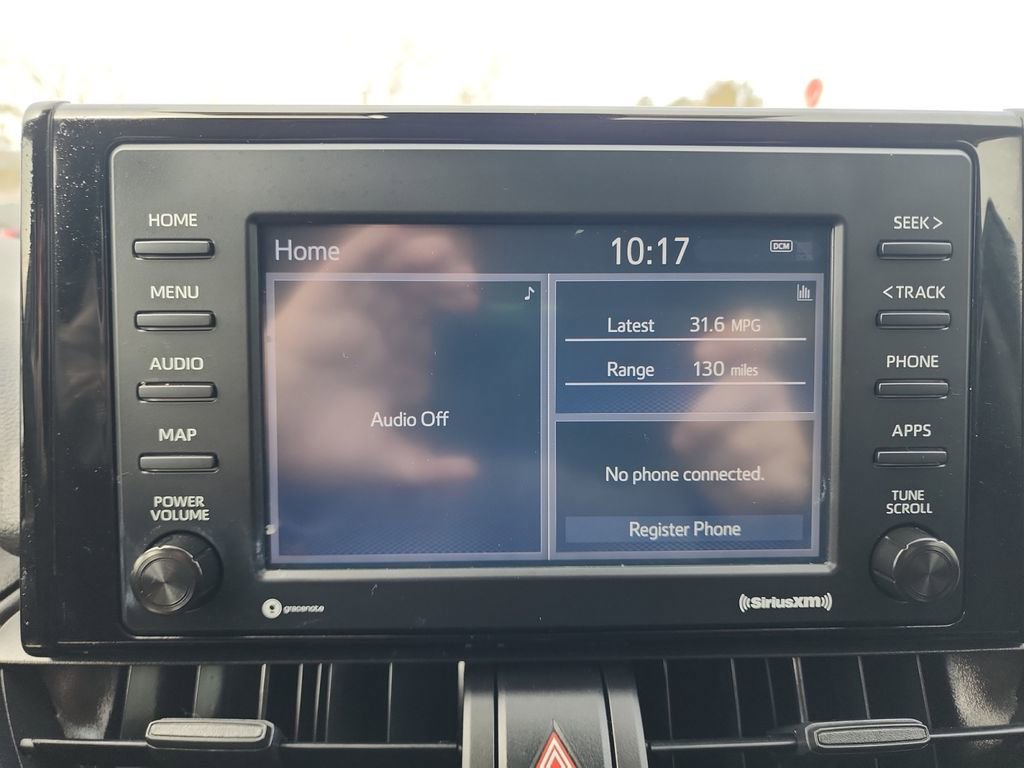 HOME
MENU
AUDIO
MAP
POWER
VOLUME
Home
10:17
DCM
Audio Off
Latest 31.6 MPG
Range 130 miles
No phone connected.
Register Phone
SEEK >
< TRACK
PHONE
APPS
TUNE
SCROLL
gracenote
((SiriusXM))